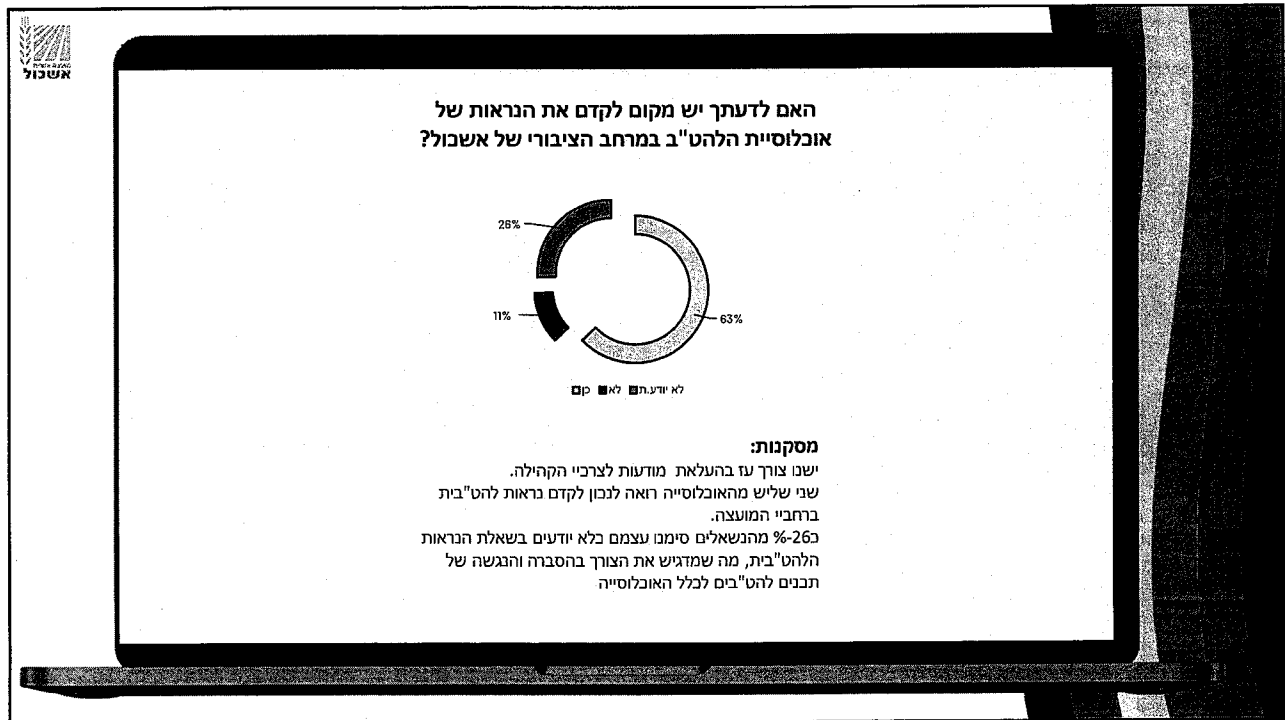 מועצה אזורית
אשכול
האם לדעתך יש מקום לקדם את הנראות של
אוכלוסיית הלהט"ב במרחב הציבורי של אשכול?
26%
11%
63%
כן לא לא יודע.ת
מסקנות:
ישנו צורך עז בהעלאת מודעות לצרכיי הקהילה.
שני שליש מהאוכלוסייה רואה לנכון לקדם נראות להט"בית
ברחביי המועצה.
כ26-% מהנשאלים סימנו עצמם כלא יודעים בשאלת הנראות
הלהט"בית, מה שמדגיש את הצורך בהסברה והנגשה של
תכנים להט"בים לכלל האוכלוסייה